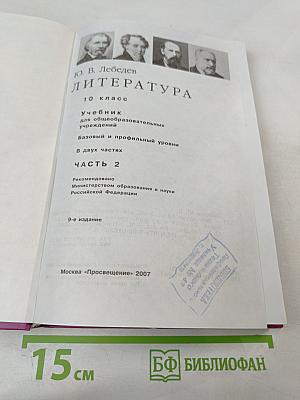 Ю. В. Лебедев
ЛИТЕРАТУРА
10 класс
Учебник
для общеобразовательных
учреждений
Базовый и профильный уровни
В двух частях
ЧАСТЬ 2
Рекомендовано
Министерством образования и науки
Российской Федерации
9-е издание
Москва «Просвещение» 2007
БИБЛИОТЕКА
15 см
БФ БИБЛИОФАН